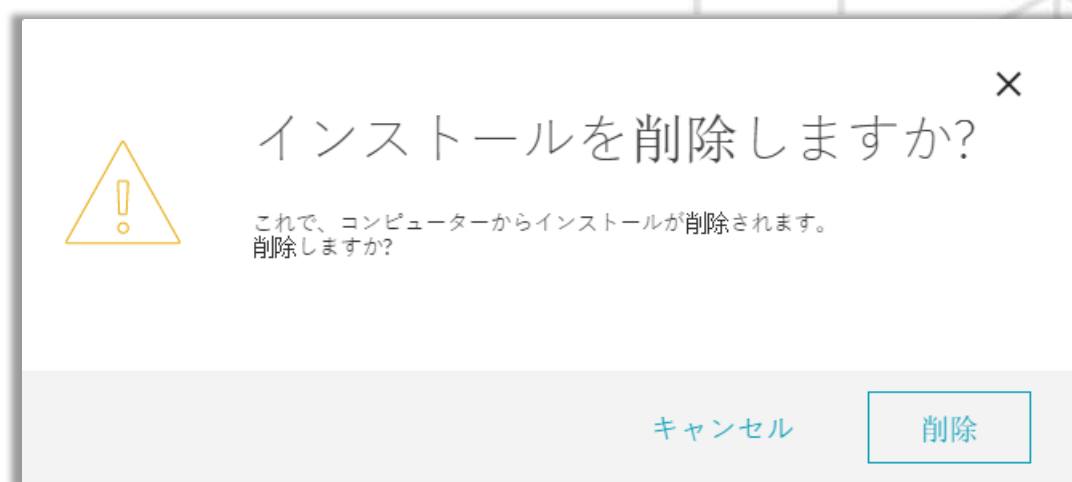 インストールを削除しますか?
これで、コンピューターからインストールが削除されます。
削除しますか?
キャンセル
削除